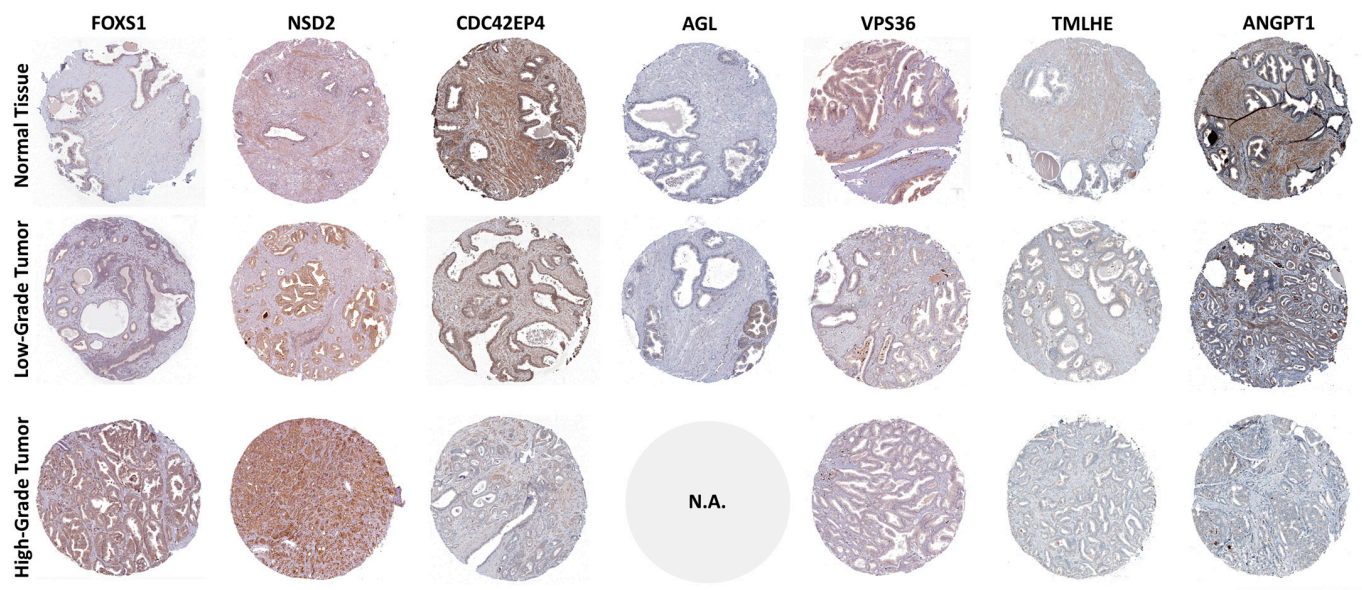 FOXS1 NSD2 CDC42EP4 AGL VPS36 TMLHE ANGPT1
Normal Tissue
Low-Grade Tumor
High-Grade Tumor
N.A.